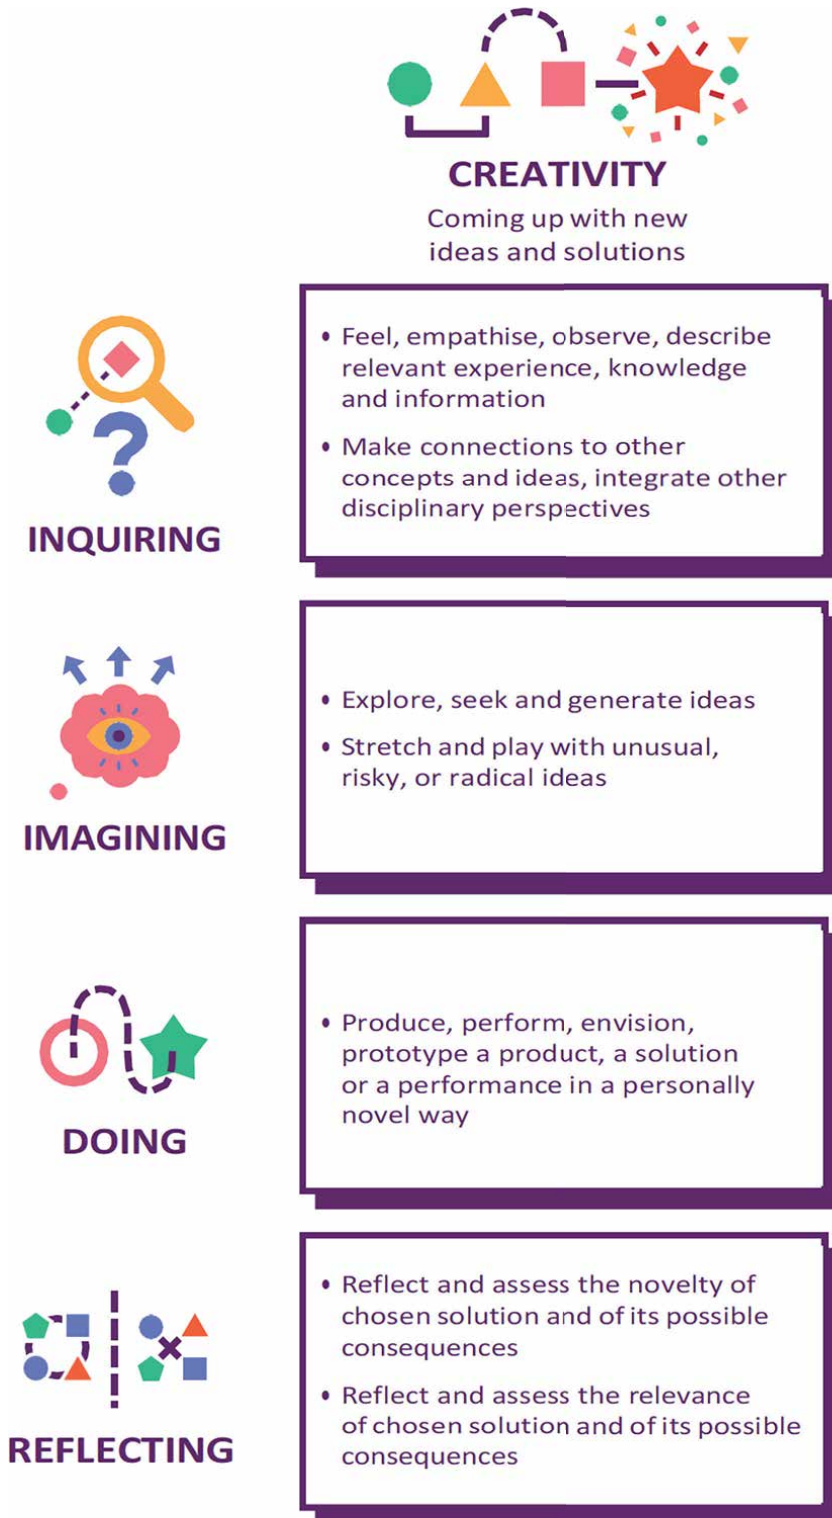 CREATIVITY
Coming up with new
ideas and solutions
INQUIRING
• Feel, empathise, observe, describe
relevant experience, knowledge
and information
• Make connections to other
concepts and ideas, integrate other
disciplinary perspectives
IMAGINING
• Explore, seek and generate ideas
• Stretch and play with unusual,
risky, or radical ideas
DOING
• Produce, perform, envision,
prototype a product, a solution
or a performance in a personally
novel way
REFLECTING
• Reflect and assess the novelty of
chosen solution and of its possible
consequences
• Reflect and assess the relevance
of chosen solution and of its possible
consequences